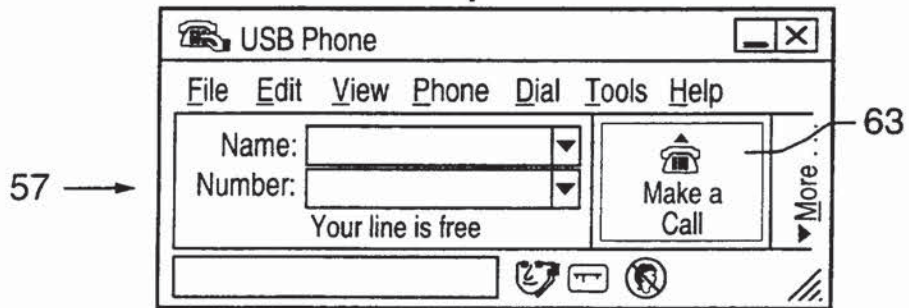 USB Phone
File Edit View Phone Dial Tools Help
Name:
Number:
Your line is free
Make a
Call
More . . .
63
57